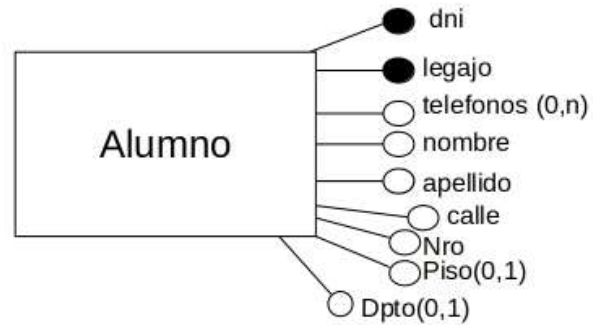 Alumno
dni
legajo
telefonos (0,n)
nombre
apellido
calle
Nro
Piso(0,1)
Dpto(0,1)